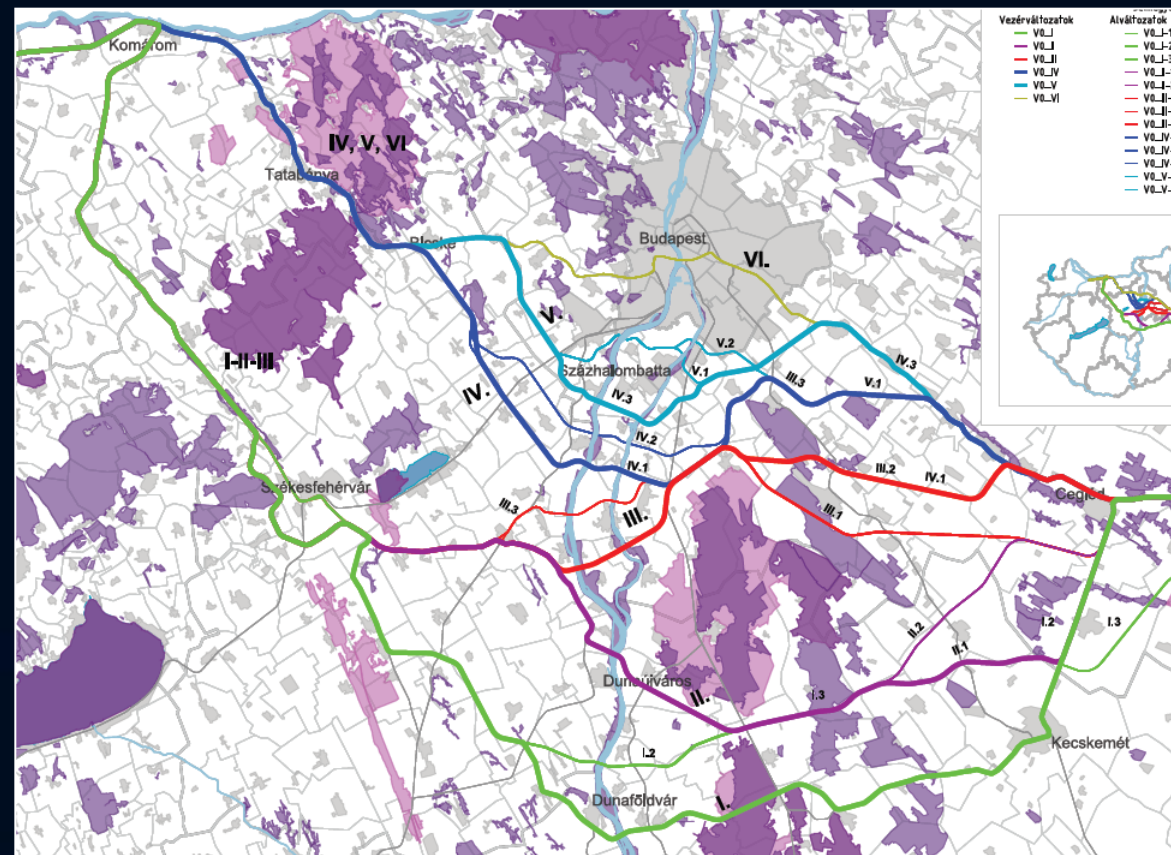 Vezérváltozatok
V0_I
V0_II
V0_III
V0_IV
V0_V
V0_VI
Alváltozatok
Komárom
IV, V, VI
Tatabánya
Bicske
Budapest
VI.
V.
V.2
Százhalombatta
V.1
IV.3
IV.3
III.3
V.1
I-II-III
IV.
IV.2
IV.1
III.2
IV.1
Székesfehérvár
Cegléd
III.3
III.
III.1
I.2
I.3
II.2
II.1
Dunaújváros
II.
I.3
Kecskemét
I.2
Dunaföldvár
I.